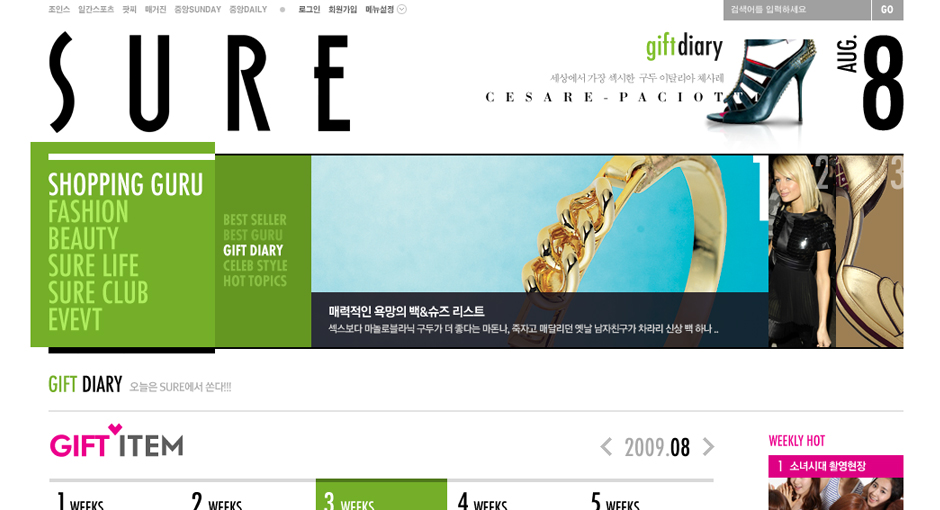 조인스 일간스포츠 팟찌 매거진 중앙SUNDAY 중앙DAILY 로그인 회원가입 메뉴설정
검색어를 입력하세요 GO
SURE
giftdiary
세상에서 가장 섹시한 구두 이탈리아 체사레
CESARE-PACIOTTI
AUG. 8
SHOPPING GURU
FASHION
BEAUTY
SURE LIFE
SURE CLUB
EVEVT
BEST SELLER
BEST GURU
GIFT DIARY
CELEB STYLE
HOT TOPICS
1
2
3
매력적인 욕망의 백&슈즈 리스트
섹스보다 마놀로블라닉 구두가 더 좋다는 마돈나, 죽자고 매달리던 옛날 남자친구가 차라리 신상 백 하나 ..
GIFT DIARY 오늘은 SURE에서 쏜다!!!
GIFT ITEM
2009.08
1 WEEKS 2 WEEKS 3 WEEKS 4 WEEKS 5 WEEKS
WEEKLY HOT
1 소녀시대 촬영현장